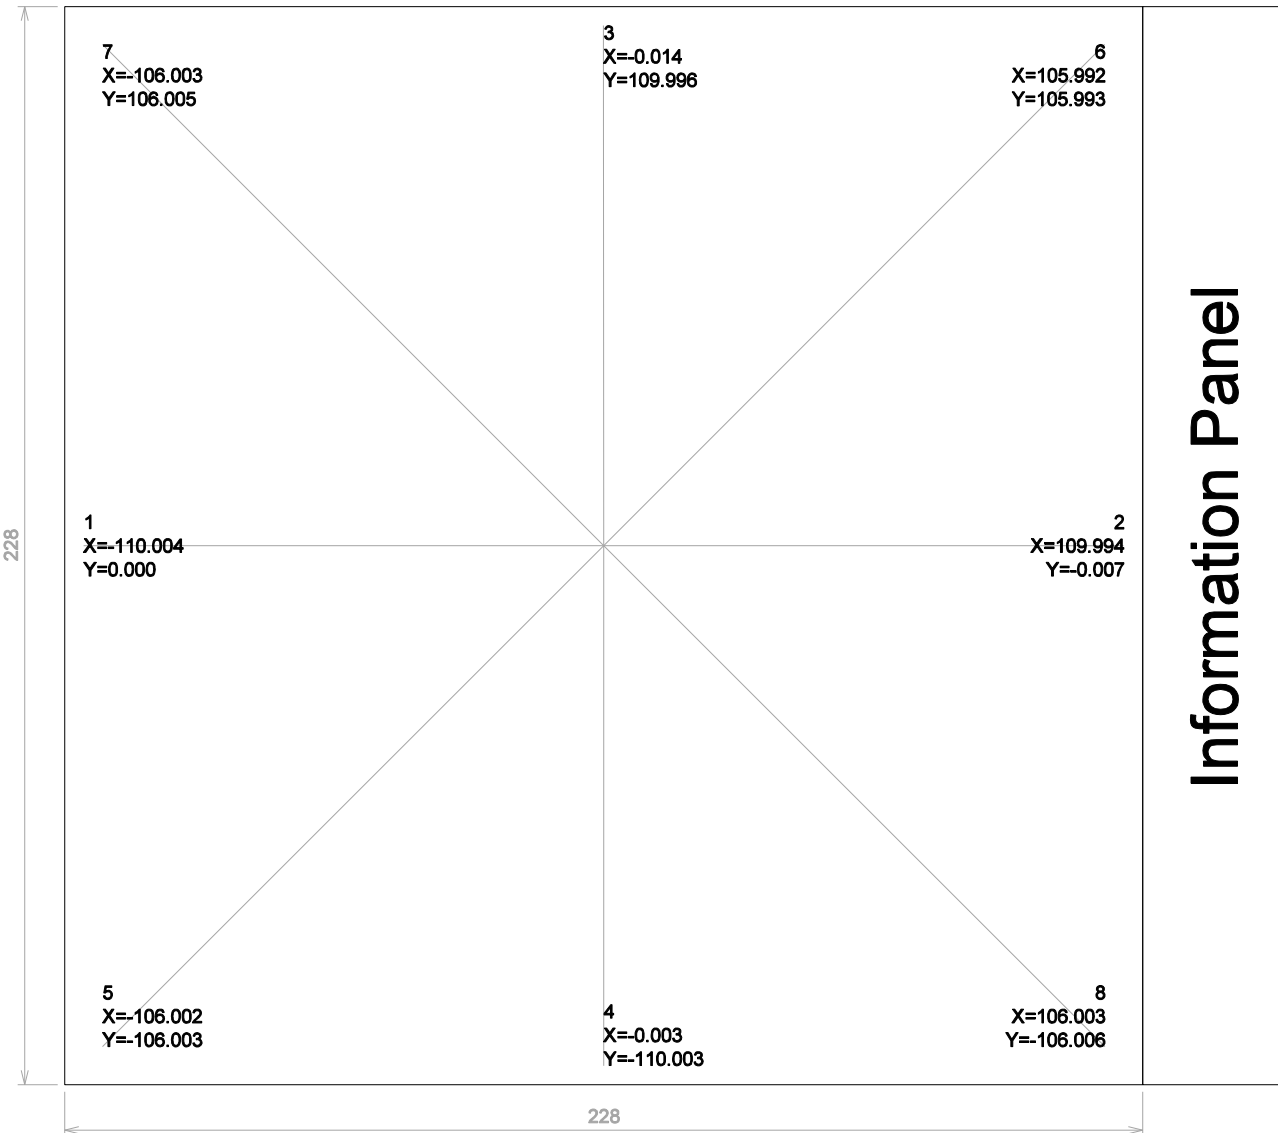 7
X=-106.003
Y=106.005
3
X=-0.014
Y=109.996
6
X=105.992
Y=105.993
1
X=-110.004
Y=0.000
2
X=109.994
Y=-0.007
5
X=-106.002
Y=-106.003
4
X=-0.003
Y=-110.003
8
X=106.003
Y=-106.006
228
228
Information Panel